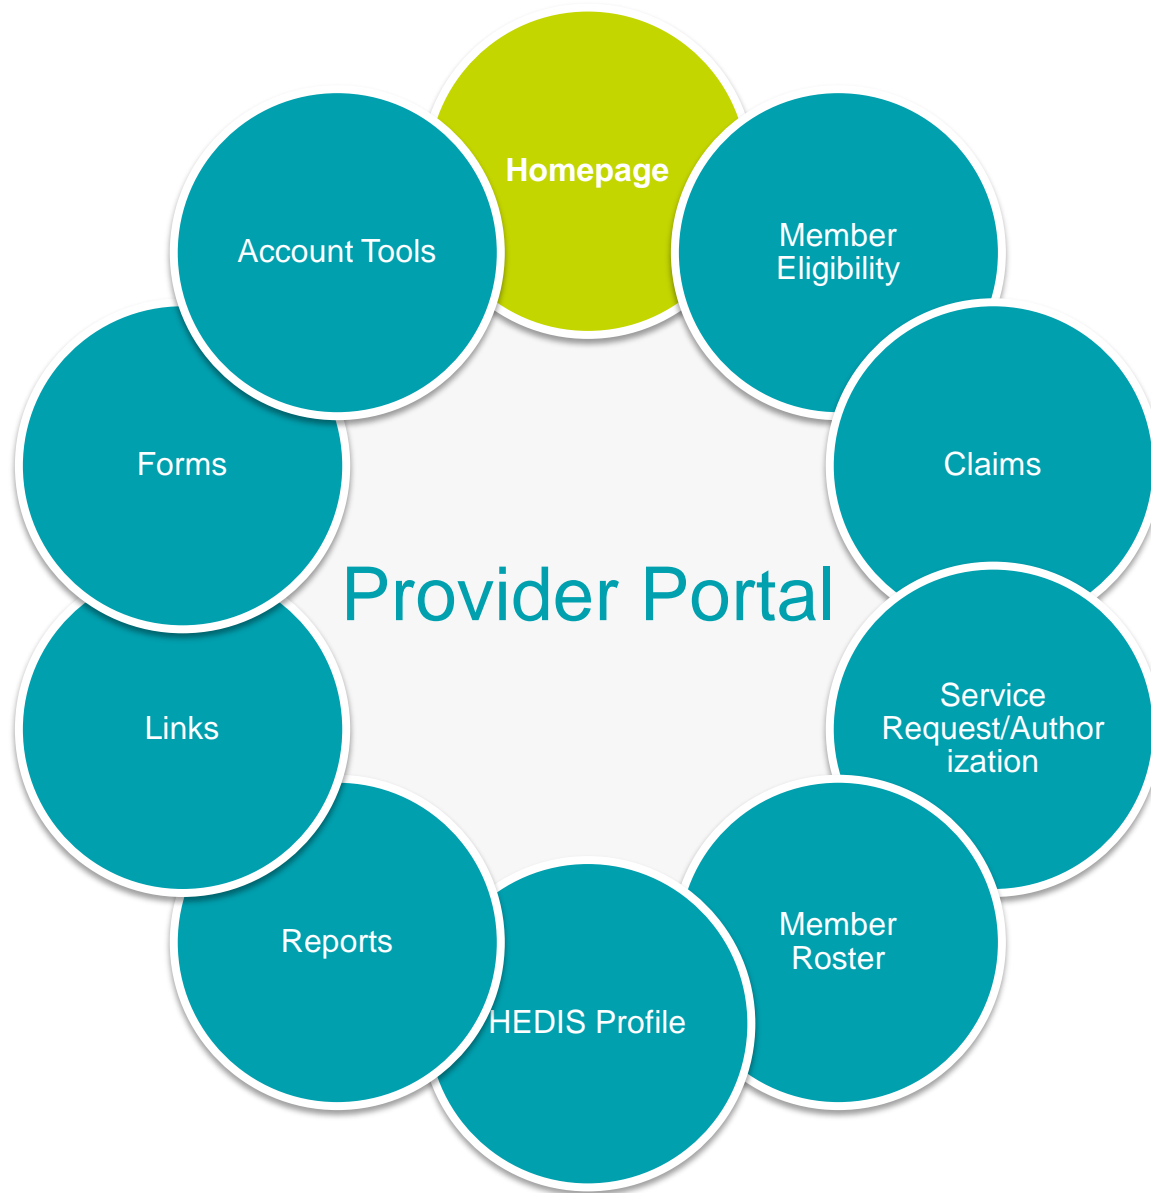 Homepage
Member
Eligibility
Claims
Service
Request/Author
ization
Member
Roster
HEDIS Profile
Reports
Links
Forms
Account Tools
Provider Portal